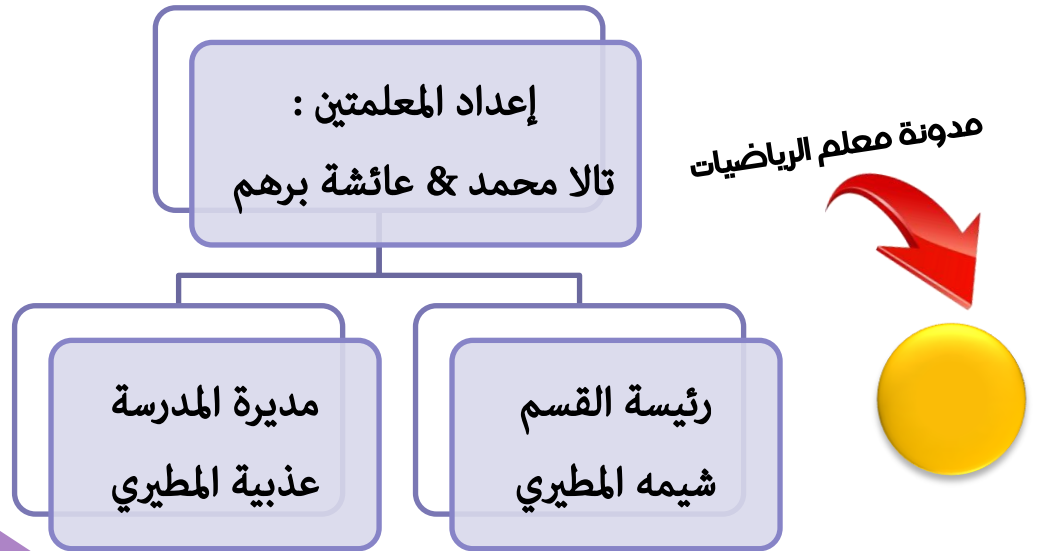 إعداد المعلمتين :
تالا محمد & عائشة برهم
مدونة معلم الرياضيات
رئيسة القسم
شيمه المطيري
مديرة المدرسة
عذبية المطيري